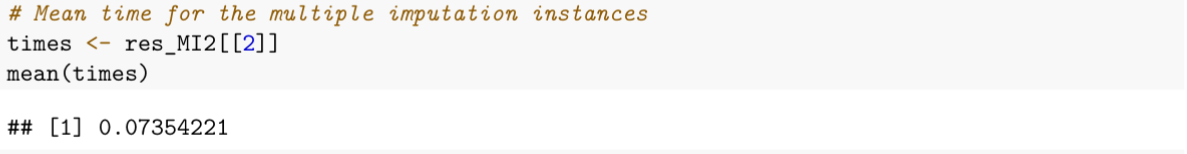 # Mean time for the multiple imputation instances
times <- res_MI2[[2]]
mean(times)
## [1] 0.07354221